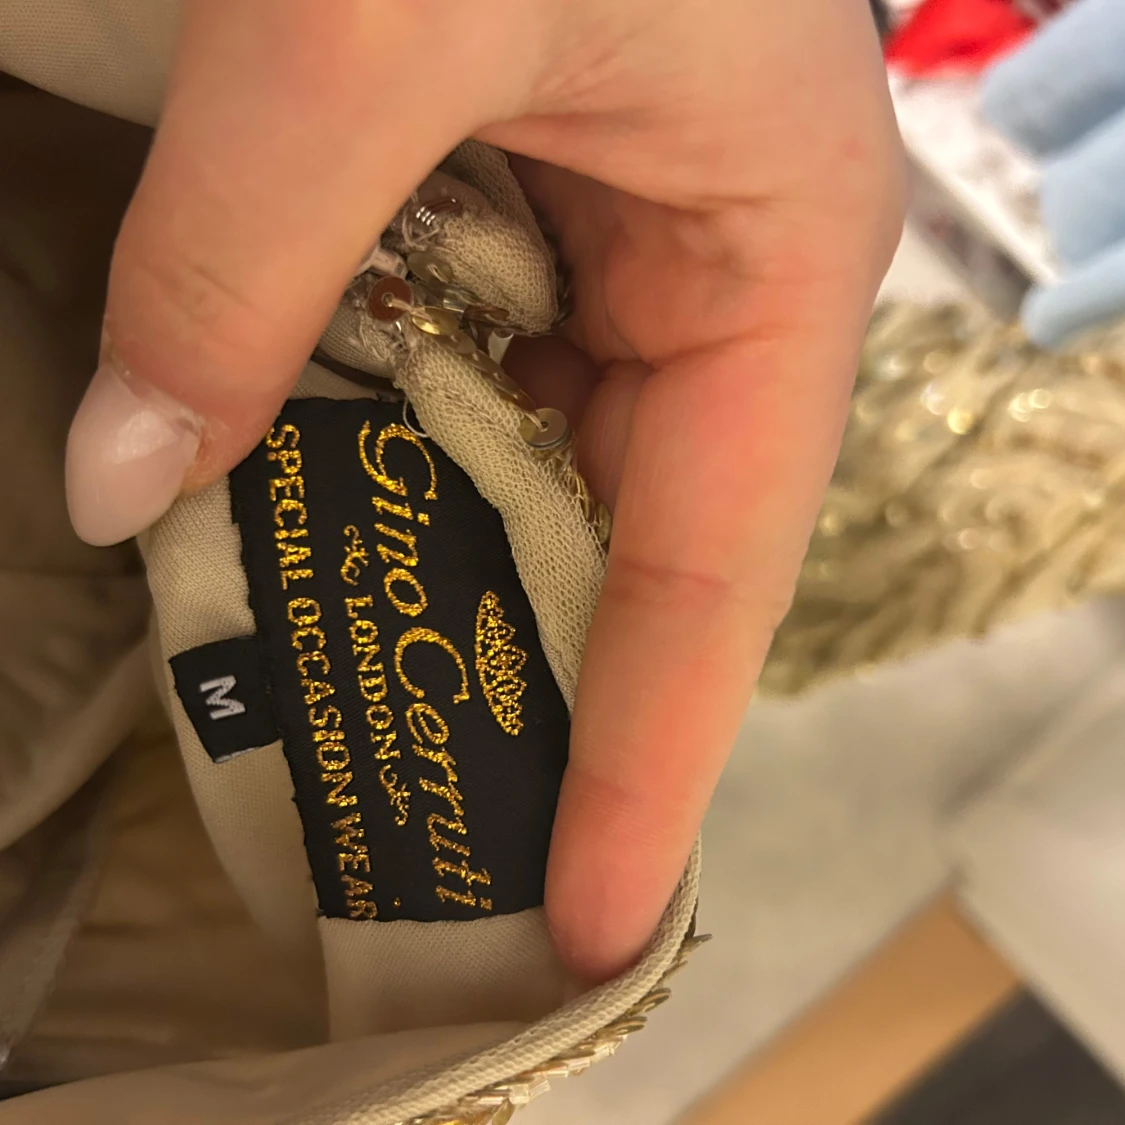 Gino Cerruti
LONDON
SPECIAL OCCASION WEAR
M